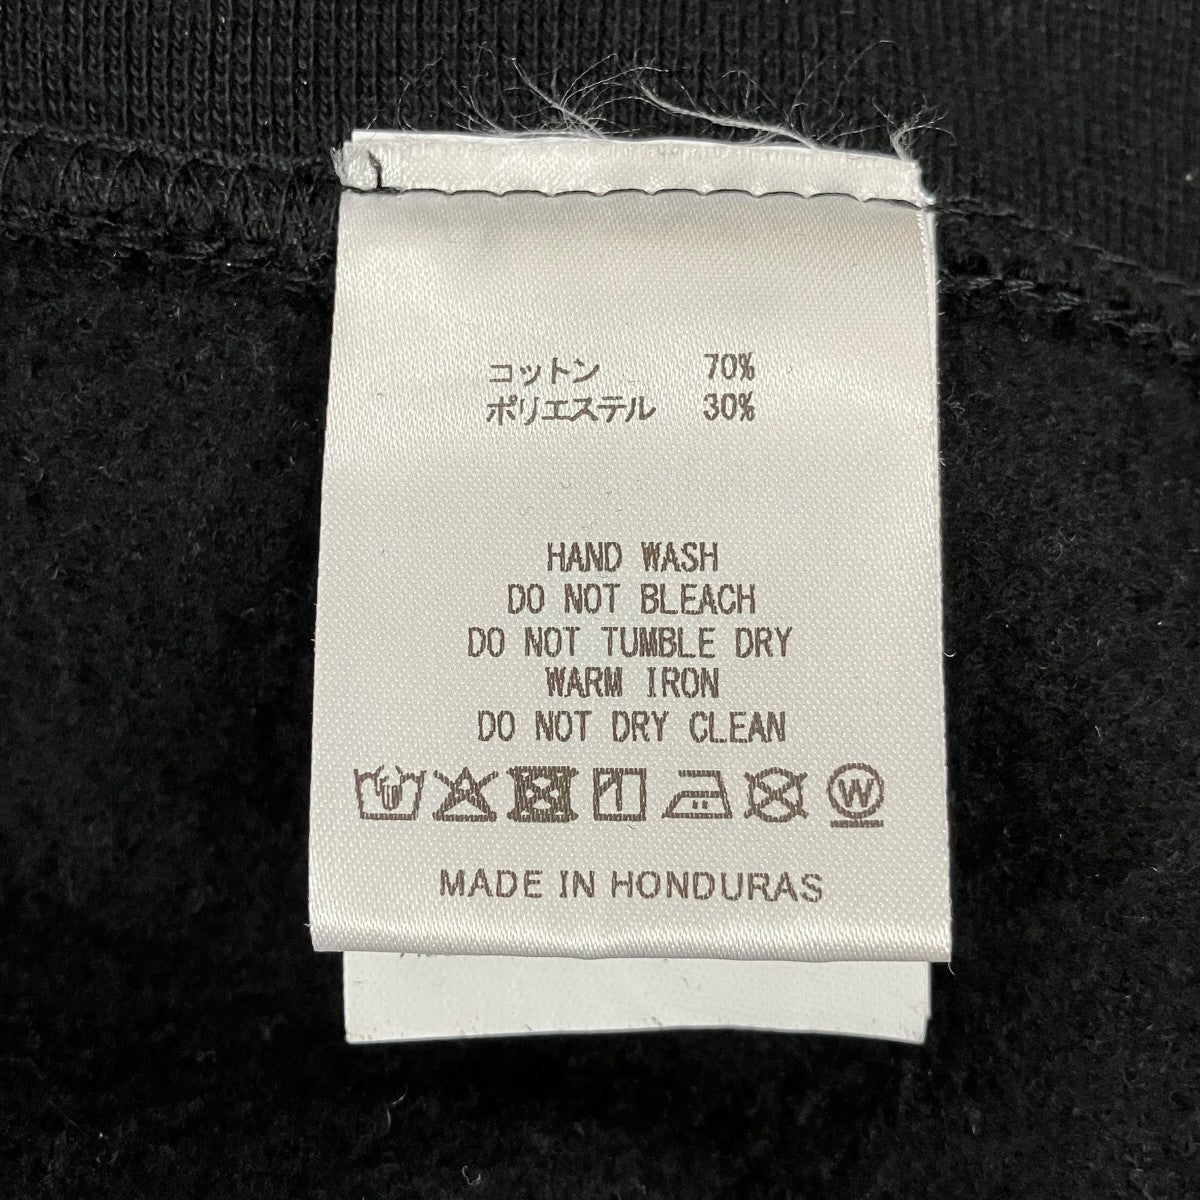 コットン 70%
ポリエステル 30%
HAND WASH
DO NOT BLEACH
DO NOT TUMBLE DRY
WARM IRON
DO NOT DRY CLEAN
W
MADE IN HONDURAS